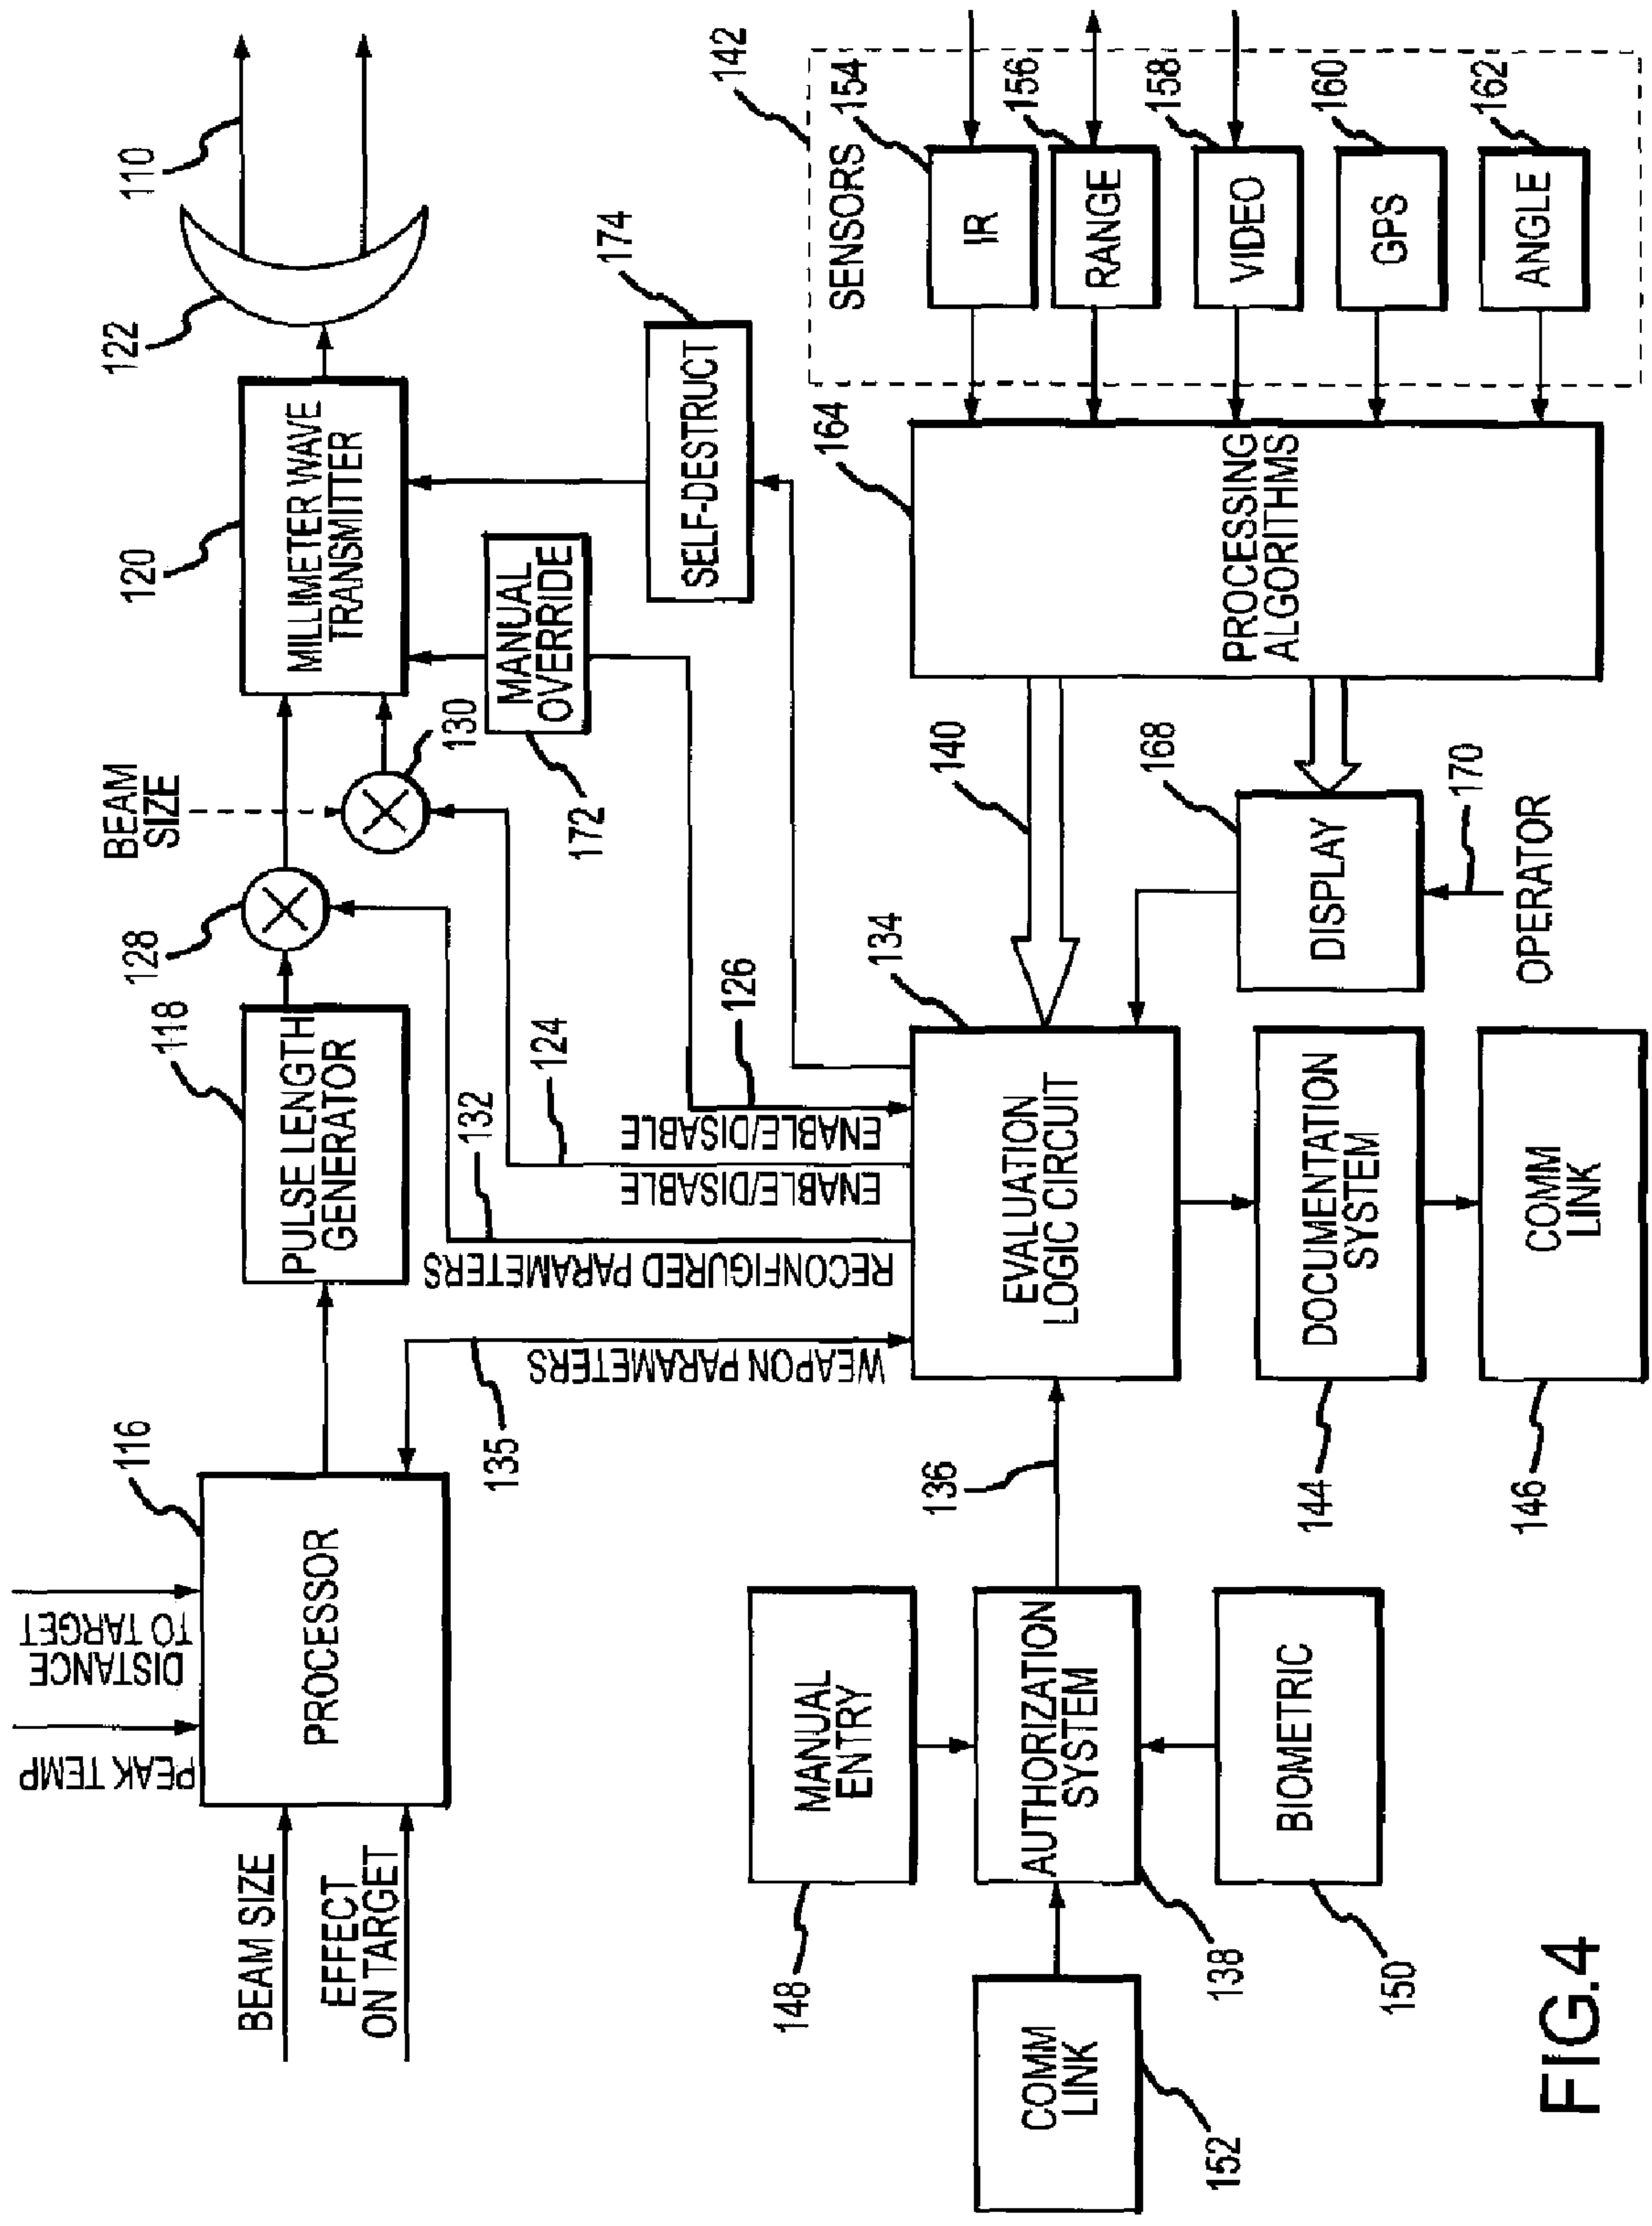 PEAK TEMP
DISTANCE
TO TARGET
BEAM SIZE
EFFECT
ON TARGET
116
PROCESSOR
118
PULSE LENGTH
GENERATOR
128
BEAM
SIZE
130
120
MILLIMETER WAVE
TRANSMITTER
122
110
135
WEAPON PARAMETERS
132
RECONFIGURED PARAMETERS
124
ENABLE/DISABLE
126
ENABLE/DISABLE
172
MANUAL
OVERRIDE
174
SELF-DESTRUCT
148
MANUAL
ENTRY
152
COMM
LINK
138
AUTHORIZATION
SYSTEM
150
BIOMETRIC
136
134
EVALUATION
LOGIC CIRCUIT
144
DOCUMENTATION
SYSTEM
146
COMM
LINK
140
168
DISPLAY
170
OPERATOR
164
PROCESSING
ALGORITHMS
142
SENSORS
154
IR
156
RANGE
158
VIDEO
160
GPS
162
ANGLE
FIG.4